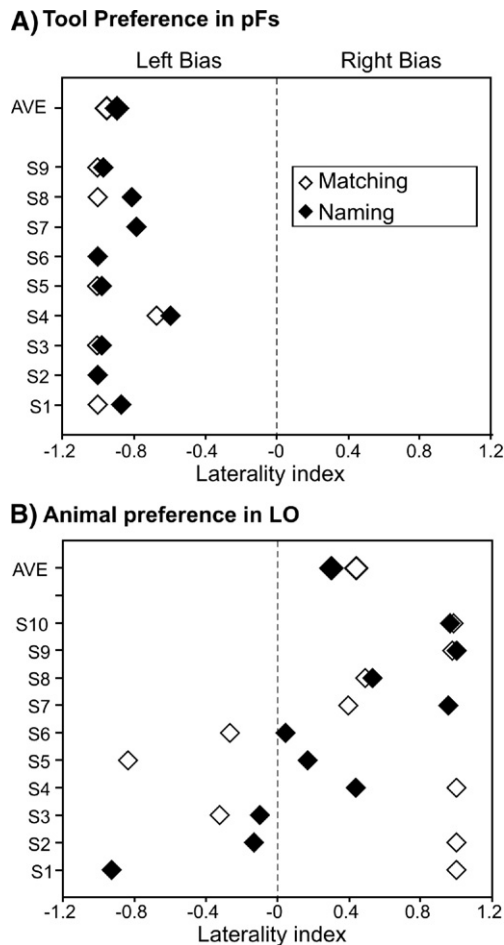 A) Tool Preference in pFs
Left Bias Right Bias
AVE
Matching
Naming
S9
S8
S7
S6
S5
S4
S3
S2
S1
-1.2 -0.8 -0.4 -0 0.4 0.8 1.2
Laterality index
B) Animal preference in LO
AVE
S10
S9
S8
S7
S6
S5
S4
S3
S2
S1
-1.2 -0.8 -0.4 0 0.4 0.8 1.2
Laterality index